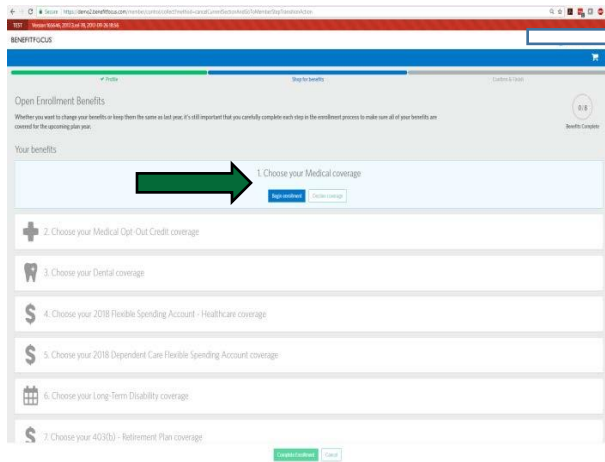 Secure
TEST
BENEFITFOCUS
Profile
Shop for benefits
Open Enrollment Benefits
0/8
Whether you want to change your benefits or keep them the same as last year, it's still important that you carefully complete each step in the enrollment process to make sure all of your benefits are
covered for the upcoming plan year.
Benefits Complete
Your benefits
1. Choose your Medical coverage
Begin enrollment
Decline coverage
2. Choose your Medical Opt-Out Credit coverage
3. Choose your Dental coverage
4. Choose your 2018 Flexible Spending Account - Healthcare coverage
5. Choose your 2018 Dependent Care Flexible Spending Account coverage
6. Choose your Long-Term Disability coverage
7. Choose your 403(b) - Retirement Plan coverage
Complete Enrollment
Cancel